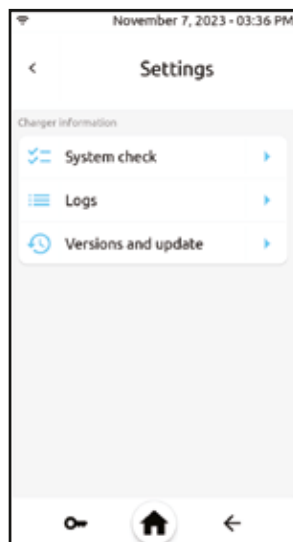 November 7, 2023 - 03:36 PM
Settings
Charger information
System check
Logs
Versions and update